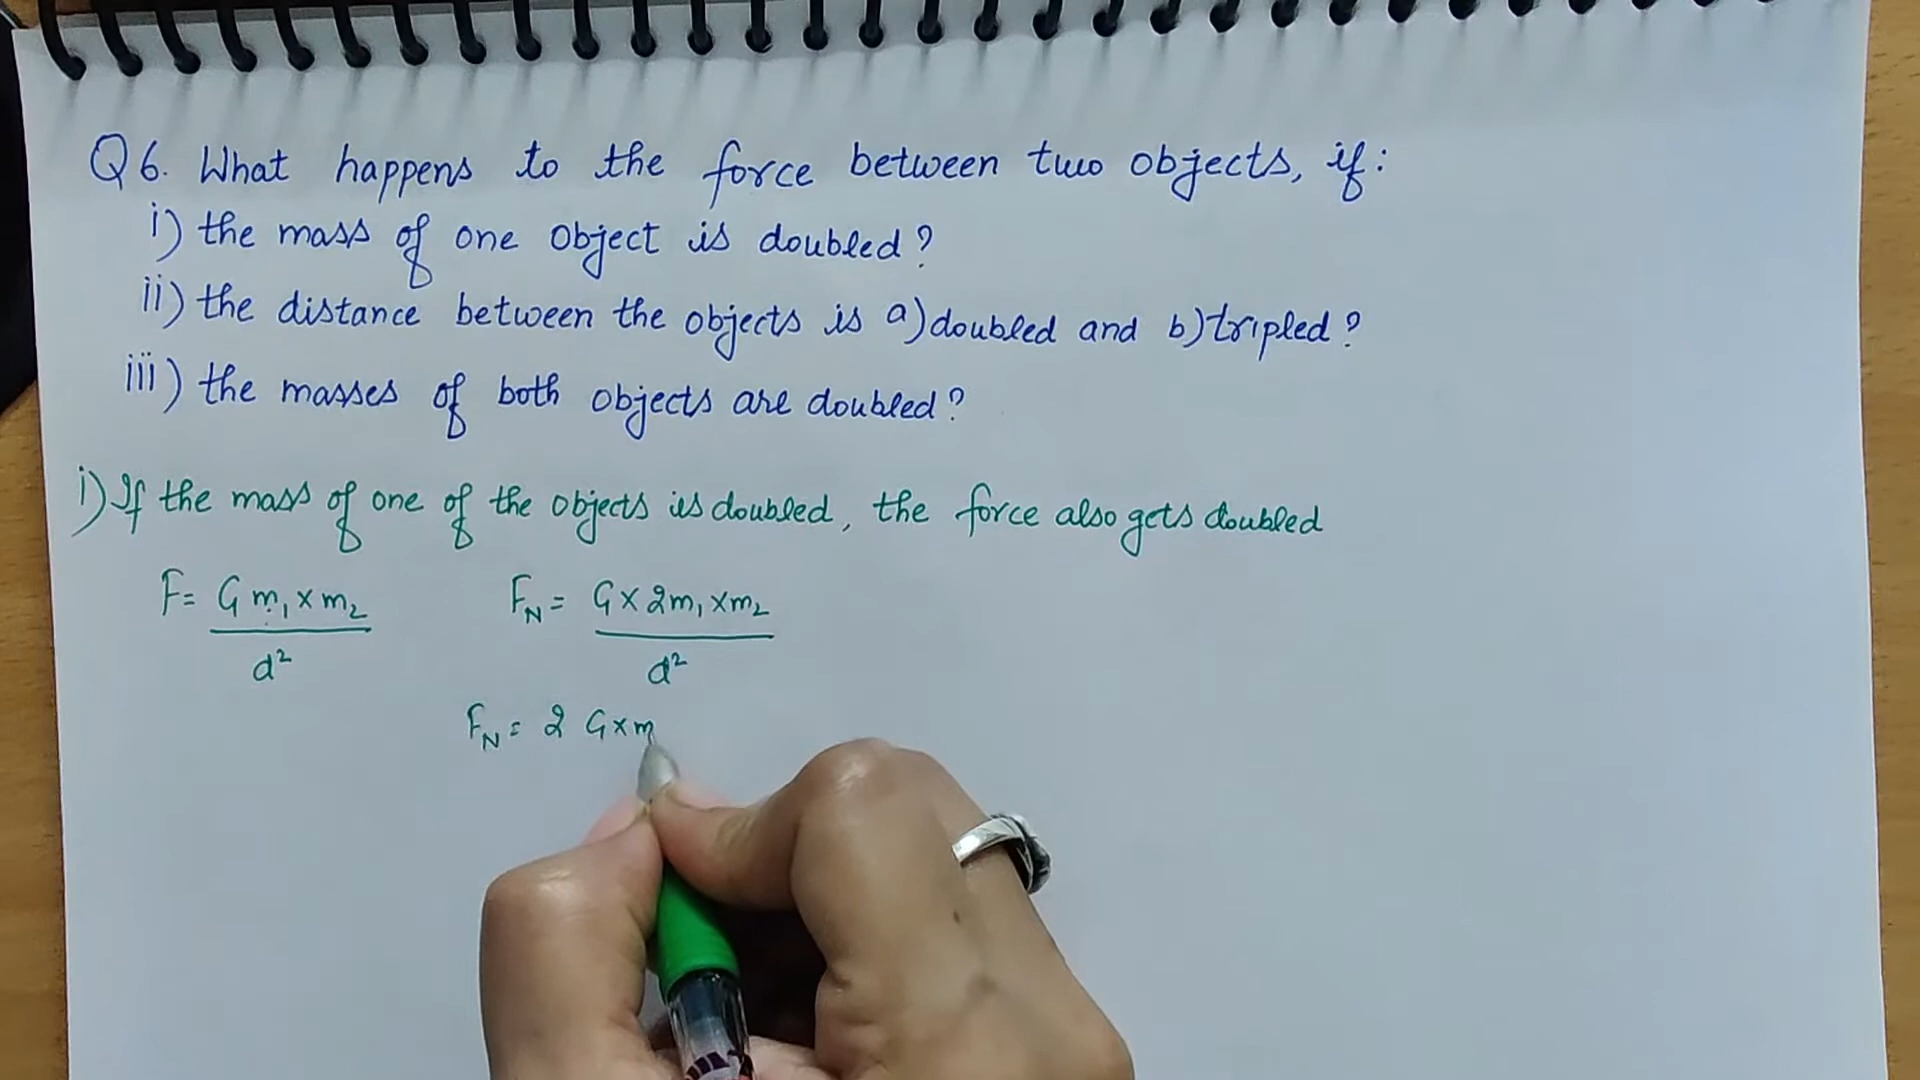 Q6. What happens to the force between two objects, if:
i) the mass of one object is doubled?
ii) the distance between the objects is a) doubled and b) tripled?
iii) the masses of both objects are doubled?
i) If the mass of one of the objects is doubled, the force also gets doubled
F = G m₁ × m₂ F_N = G × 2m₁ × m₂
d² d²
F_N = 2 G × m